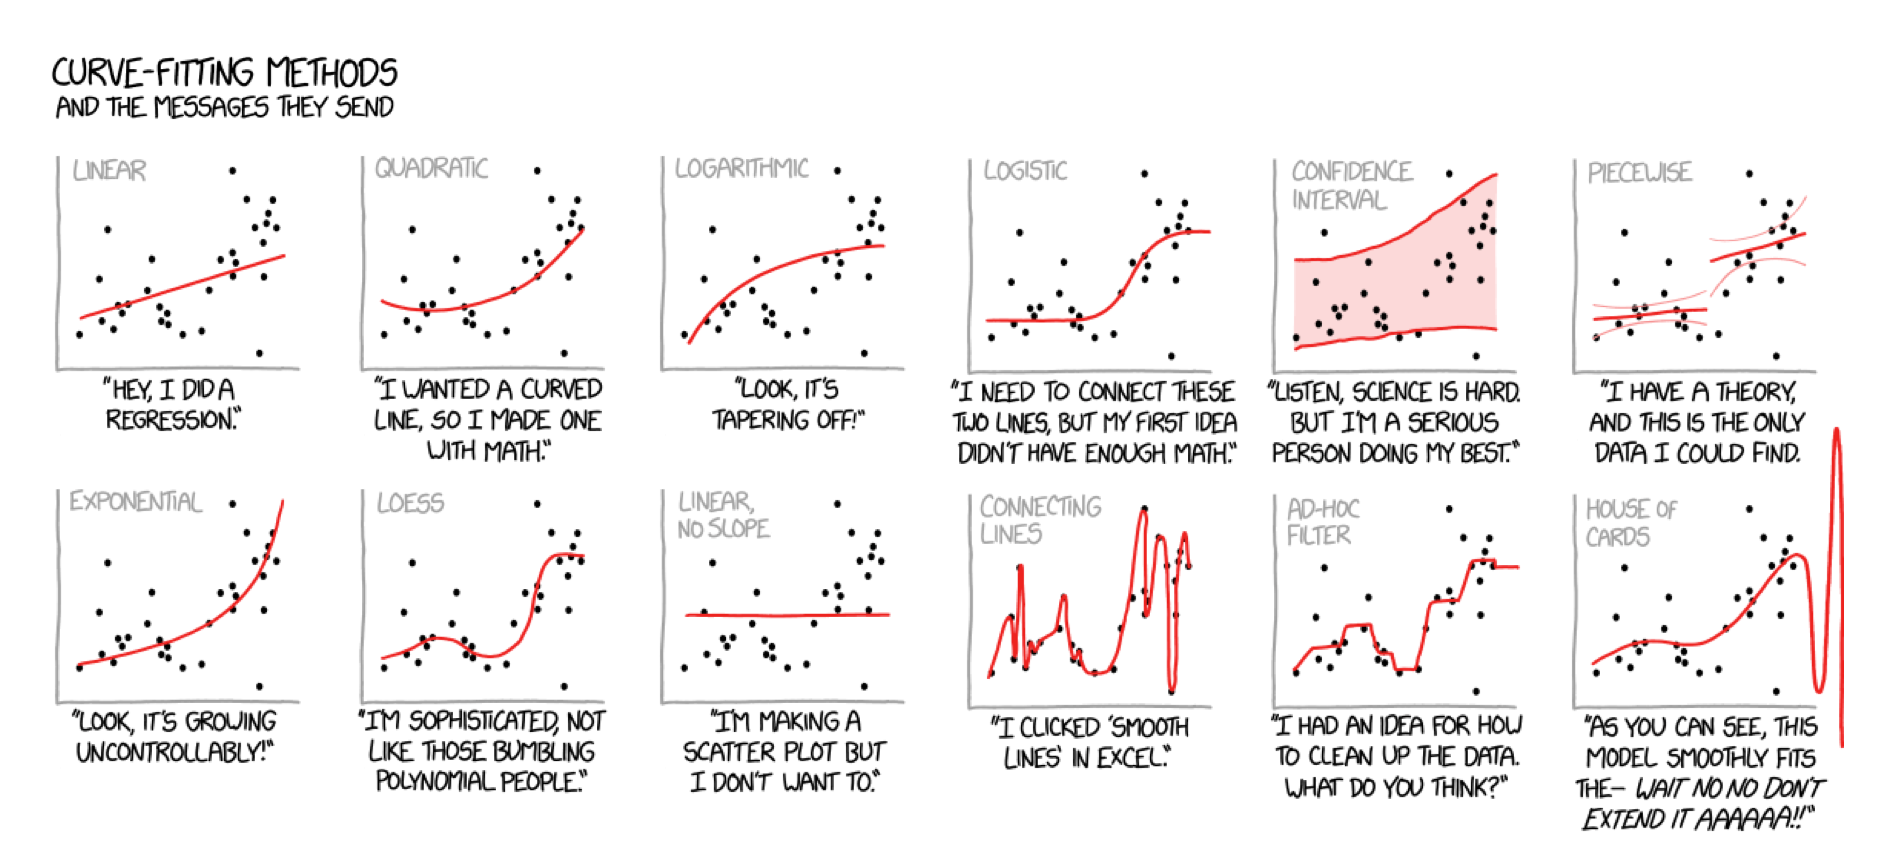 CURVE-FITTING METHODS
AND THE MESSAGES THEY SEND
LINEAR
"HEY, I DID A
REGRESSION."
QUADRATIC
"I WANTED A CURVED
LINE, SO I MADE ONE
WITH MATH."
LOGARITHMIC
"LOOK, IT'S
TAPERING OFF!"
LOGISTIC
"I NEED TO CONNECT THESE
TWO LINES, BUT MY FIRST IDEA
DIDN'T HAVE ENOUGH MATH."
CONFIDENCE
INTERVAL
"LISTEN, SCIENCE IS HARD.
BUT I'M A SERIOUS
PERSON DOING MY BEST."
PIECEWISE
"I HAVE A THEORY,
AND THIS IS THE ONLY
DATA I COULD FIND.
EXPONENTIAL
"LOOK, IT'S GROWING
UNCONTROLLABLY!"
LOESS
"I'M SOPHISTICATED, NOT
LIKE THOSE BUMBLING
POLYNOMIAL PEOPLE."
LINEAR,
NO SLOPE
"I'M MAKING A
SCATTER PLOT BUT
I DON'T WANT TO."
CONNECTING
LINES
"I CLICKED 'SMOOTH
LINES' IN EXCEL."
AD-HOC
FILTER
"I HAD AN IDEA FOR HOW
TO CLEAN UP THE DATA.
WHAT DO YOU THINK?"
HOUSE OF
CARDS
"AS YOU CAN SEE, THIS
MODEL SMOOTHLY FITS
THE– WAIT NO NO DON'T
EXTEND IT AAAAAA!!"